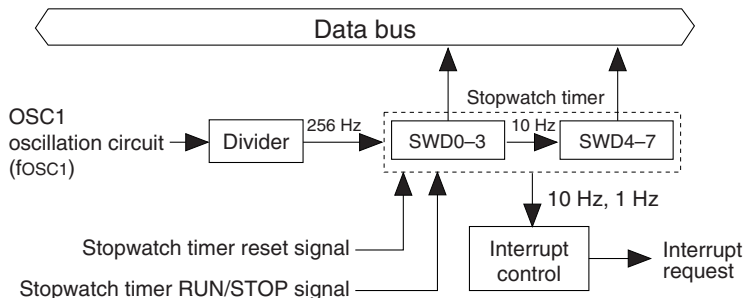 Data bus
Stopwatch timer
OSC1
oscillation circuit
(fOSC1)
Divider
256 Hz
SWD0–3
10 Hz
SWD4–7
10 Hz, 1 Hz
Stopwatch timer reset signal
Stopwatch timer RUN/STOP signal
Interrupt
control
Interrupt
request